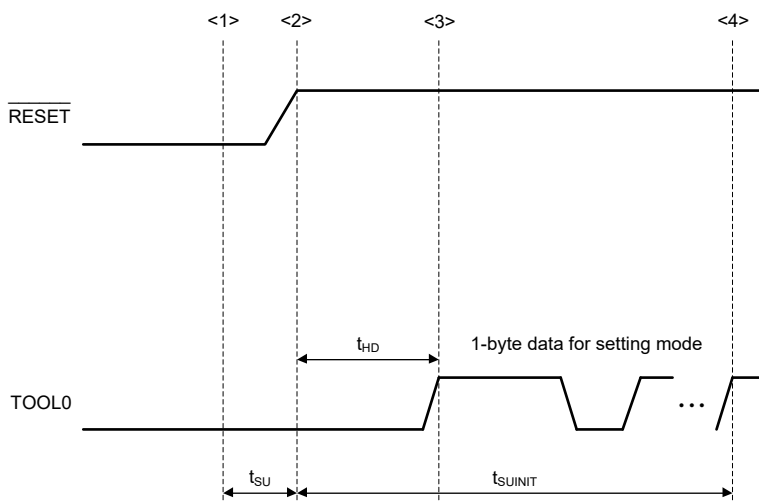 <1> <2> <3> <4>
RESET
tHD
1-byte data for setting mode
TOOL0
...
tSU
tSUINIT